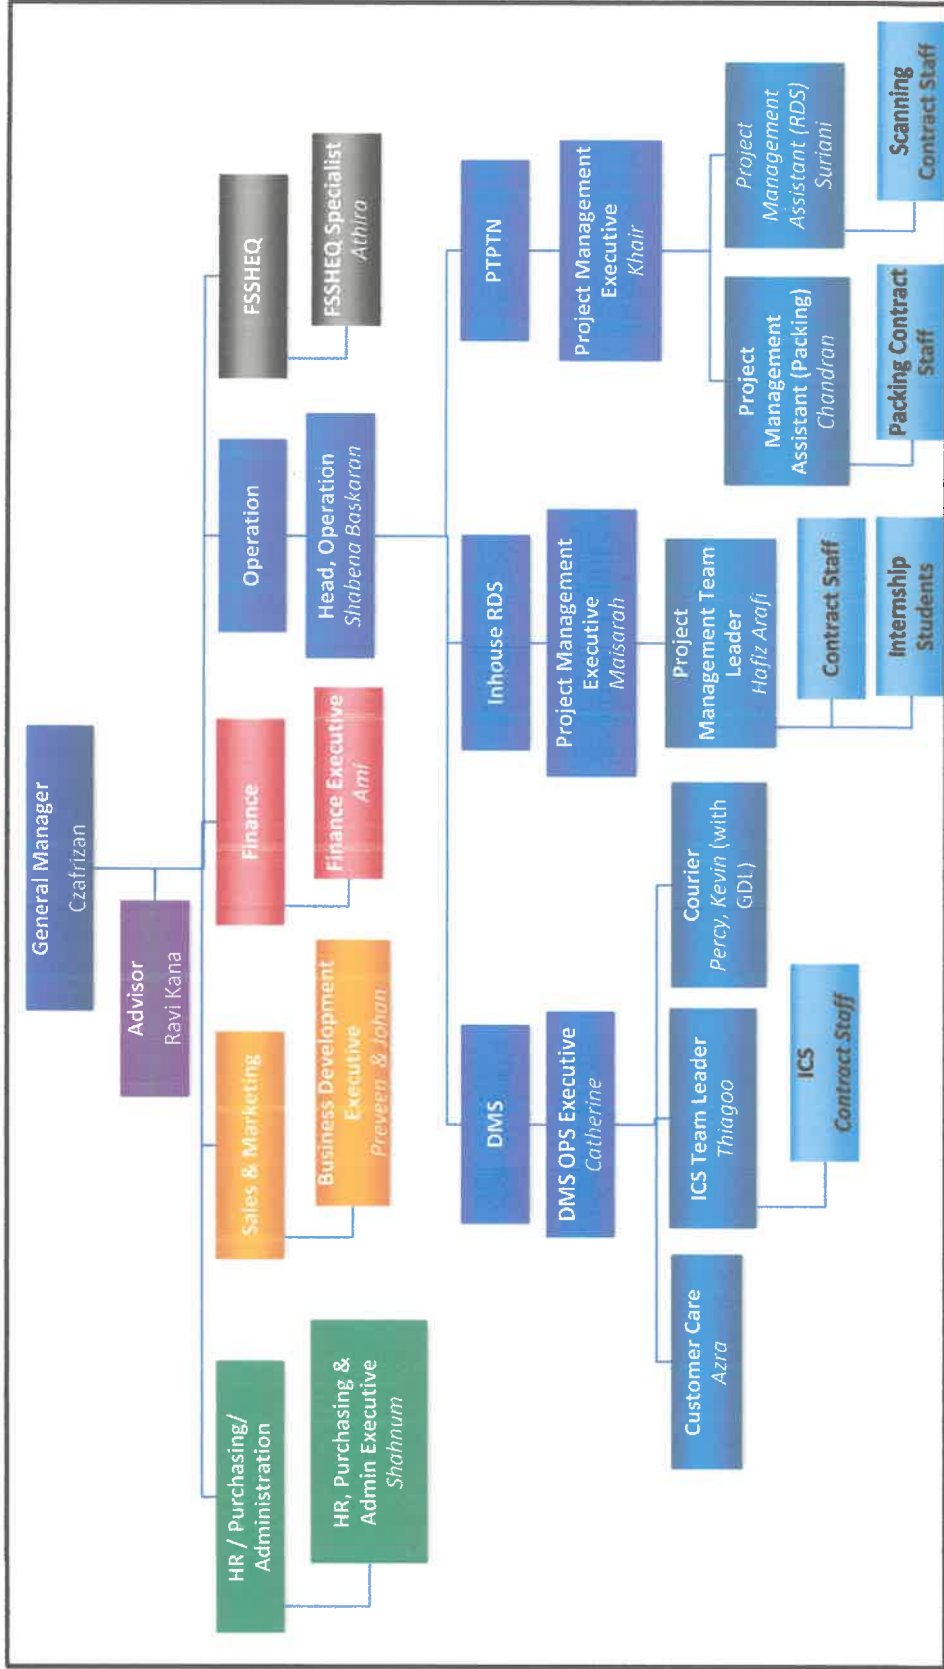 General Manager
Czafrizan
Advisor
Ravi Kana
HR / Purchasing/
Administration
HR, Purchasing &
Admin Executive
Shahnum
Sales & Marketing
Business Development
Executive
Preveen & Johan
Finance
Finance Executive
Ami
Operation
Head, Operation
Shabena Baskaran
FSSHEQ
FSSHEQ Specialist
Athira
DMS
DMS OPS Executive
Catherine
Customer Care
Azra
ICS Team Leader
Thiagoo
ICS
Contract Staff
Courier
Percy, Kevin (with
GDL)
Inhouse RDS
Project Management
Executive
Maisarah
Project
Management Team
Leader
Hafiz Arafi
Contract Staff
Internship
Students
PTPTN
Project Management
Executive
Khair
Project
Management
Assistant (Packing)
Chandran
Packing Contract
Staff
Project
Management
Assistant (RDS)
Suriani
Scanning
Contract Staff